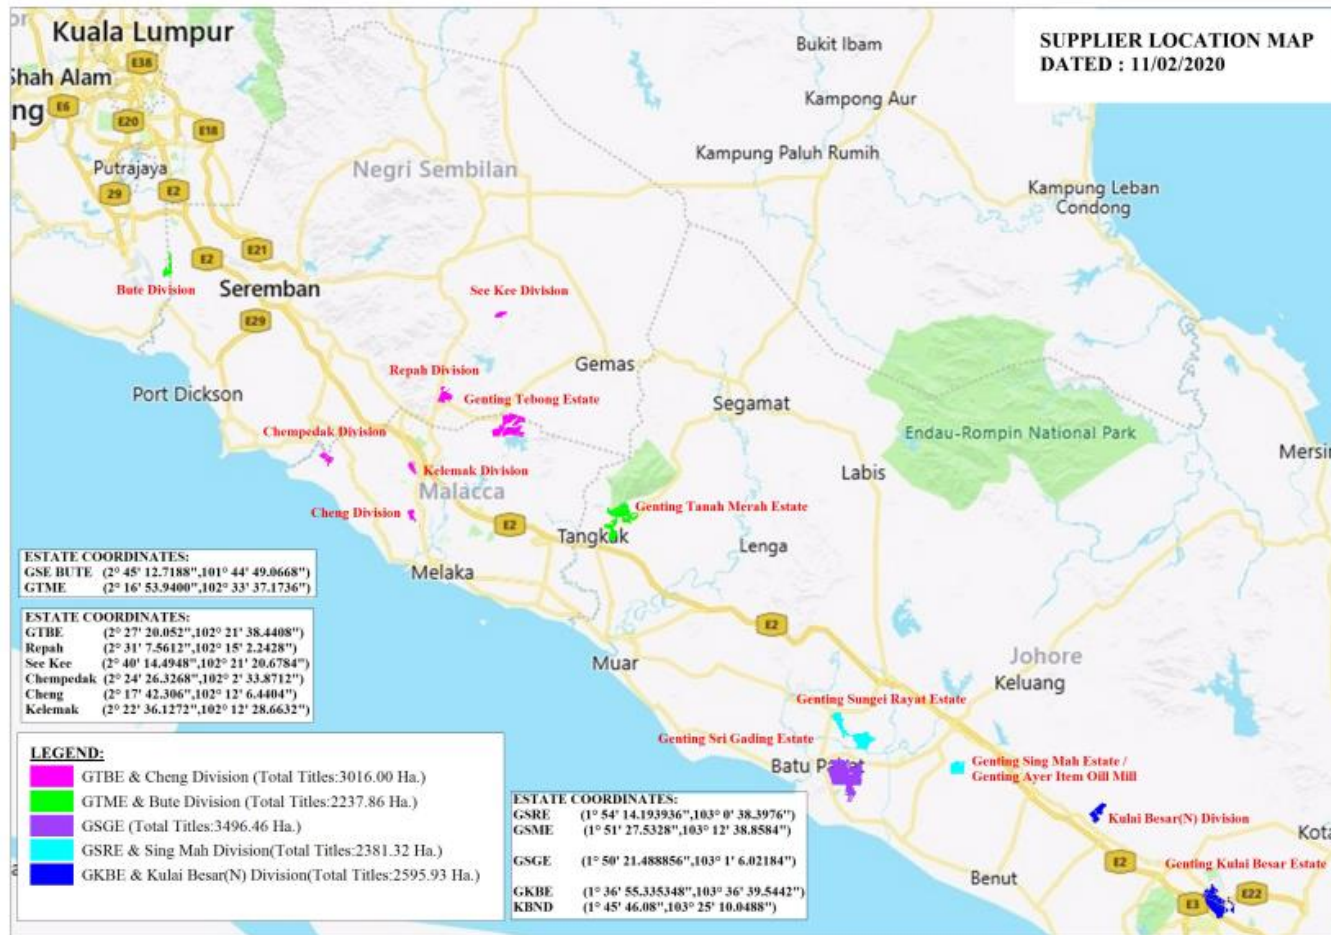 Kuala Lumpur
Bukit Ibam
SUPPLIER LOCATION MAP
DATED : 11/02/2020
E38
Shah Alam
Kampong Aur
ng
E6
E20
E18
Kampung Paluh Rumih
Putrajaya
Negri Sembilan
29
E2
Kampung Leban
Condong
E2
E21
Bute Division
Seremban
See Kee Division
E29
Gemas
Repah Division
Port Dickson
Genting Tebong Estate
Segamat
Chempedak Division
Endau-Rompin National Park
Mersin
Kelemak Division
Labis
Malacca
Cheng Division
Genting Tanah Merah Estate
E2
Tangkak
Lenga
Melaka
ESTATE COORDINATES:
GSE BUTE (2° 45' 12.7188",101° 44' 49.0668")
GTME (2° 16' 53.9400",102° 33' 37.1736")
ESTATE COORDINATES:
GTBE (2° 27' 20.052",102° 21' 38.4408")
Repah (2° 31' 7.5612",102° 15' 2.2428")
See Kee (2° 40' 14.4948",102° 21' 20.6784")
Chempedak (2° 24' 26.3268",102° 2' 33.8712")
Cheng (2° 17' 42.306",102° 12' 6.4404")
Kelemak (2° 22' 36.1272",102° 12' 28.6632")
E2
Muar
Johore
Keluang
Genting Sungei Rayat Estate
Genting Sri Gading Estate
Batu Pahat
Genting Sing Mah Estate /
Genting Ayer Item Oill Mill
LEGEND:
GTBE & Cheng Division (Total Titles:3016.00 Ha.)
GTME & Bute Division (Total Titles:2237.86 Ha.)
GSGE (Total Titles:3496.46 Ha.)
GSRE & Sing Mah Division(Total Titles:2381.32 Ha.)
GKBE & Kulai Besar(N) Division(Total Titles:2595.93 Ha.)
ESTATE COORDINATES:
GSRE (1° 54' 14.193936",103° 0' 38.3976")
GSME (1° 51' 27.5328",103° 12' 38.8584")
GSGE (1° 50' 21.488856",103° 1' 6.02184")
GKBE (1° 36' 55.335348",103° 36' 39.5442")
KBND (1° 45' 46.08",103° 25' 10.0488")
Kulai Besar(N) Division
Kota
E2
Genting Kulai Besar Estate
Benut
E3
E22